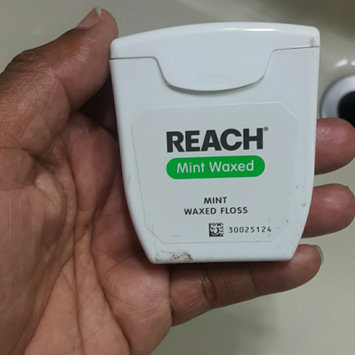 REACH®
Mint Waxed
MINT
WAXED FLOSS
30025124